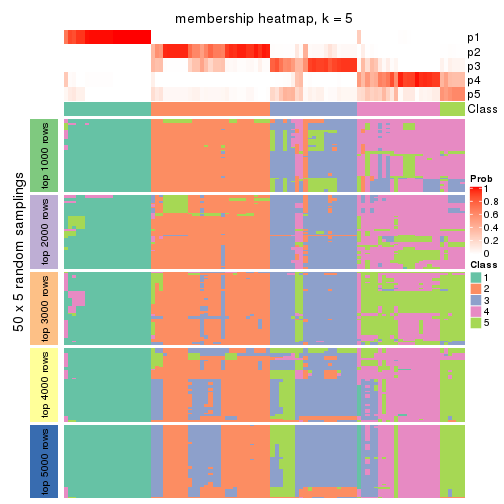 membership heatmap, k = 5
p1
p2
p3
p4
p5
Class
50 x 5 random samplings
top 1000 rows
top 2000 rows
top 3000 rows
top 4000 rows
top 5000 rows
Prob
1
0.8
0.6
0.4
0.2
0
Class
1
2
3
4
5